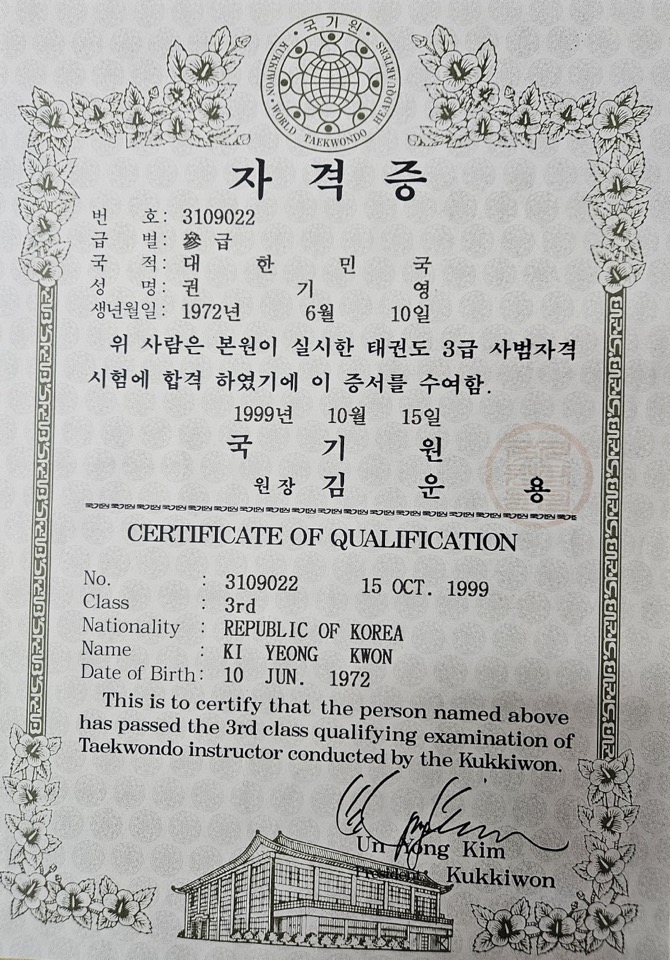 국기원
KUKKIWON · WORLD TAEKWONDO HEADQUARTERS
자 격 증
번 호: 3109022
급 별: 參 급
국 적: 대 한 민 국
성 명: 권 기 영
생년월일: 1972년 6월 10일
위 사람은 본원이 실시한 태권도 3급 사범자격
시험에 합격 하였기에 이 증서를 수여함.
1999년 10월 15일
국 기 원
원장 김 운 용
CERTIFICATE OF QUALIFICATION
No. : 3109022 15 OCT. 1999
Class : 3rd
Nationality : REPUBLIC OF KOREA
Name : KI YEONG KWON
Date of Birth : 10 JUN. 1972
This is to certify that the person named above
has passed the 3rd class qualifying examination of
Taekwondo instructor conducted by the Kukkiwon.
Un Yong Kim
President Kukkiwon